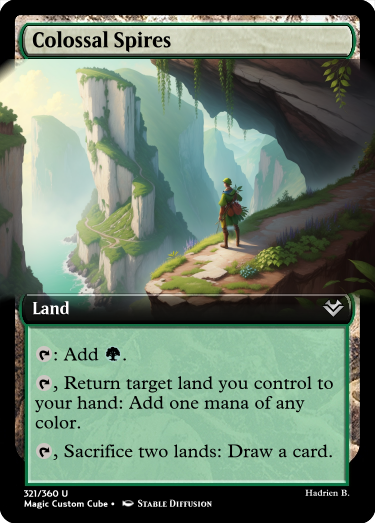 Colossal Spires
Land
: Add .
, Return target land you control to
your hand: Add one mana of any
color.
, Sacrifice two lands: Draw a card.
321/360 U
Hadrien B.
Magic Custom Cube • Stable Diffusion